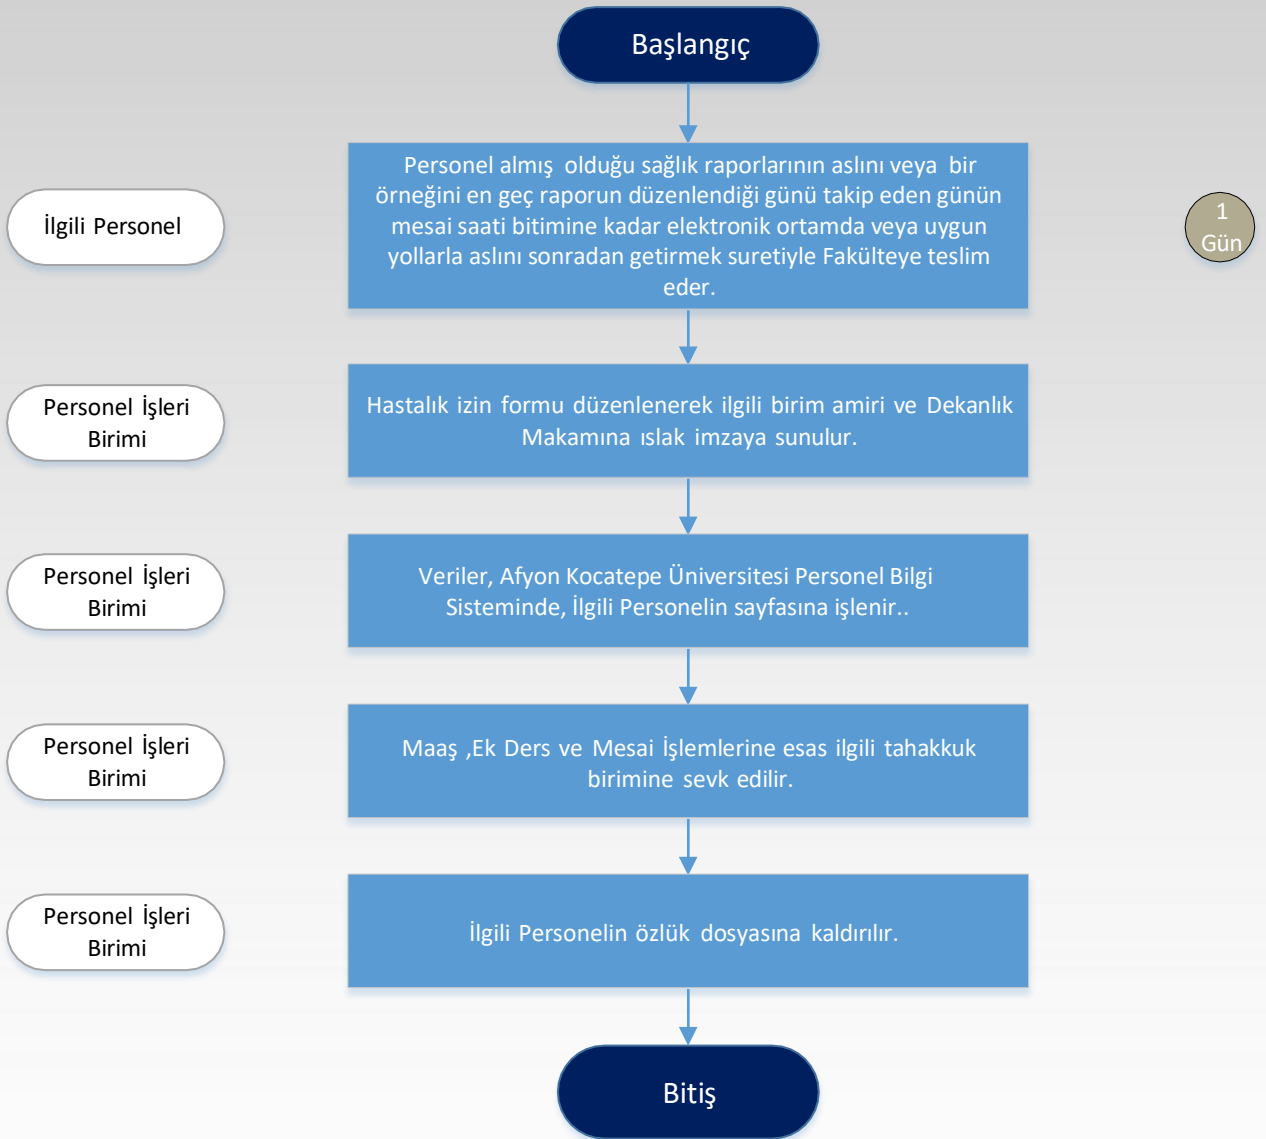 Başlangıç
İlgili Personel
Personel almış olduğu sağlık raporlarının aslını veya bir
örneğini en geç raporun düzenlendiği günü takip eden günün
mesai saati bitimine kadar elektronik ortamda veya uygun
yollarla aslını sonradan getirmek suretiyle Fakülteye teslim
eder.
1
Gün
Personel İşleri
Birimi
Hastalık izin formu düzenlenerek ilgili birim amiri ve Dekanlık
Makamına ıslak imzaya sunulur.
Personel İşleri
Birimi
Veriler, Afyon Kocatepe Üniversitesi Personel Bilgi
Sisteminde, İlgili Personelin sayfasına işlenir..
Personel İşleri
Birimi
Maaş ,Ek Ders ve Mesai İşlemlerine esas ilgili tahakkuk
birimine sevk edilir.
Personel İşleri
Birimi
İlgili Personelin özlük dosyasına kaldırılır.
Bitiş